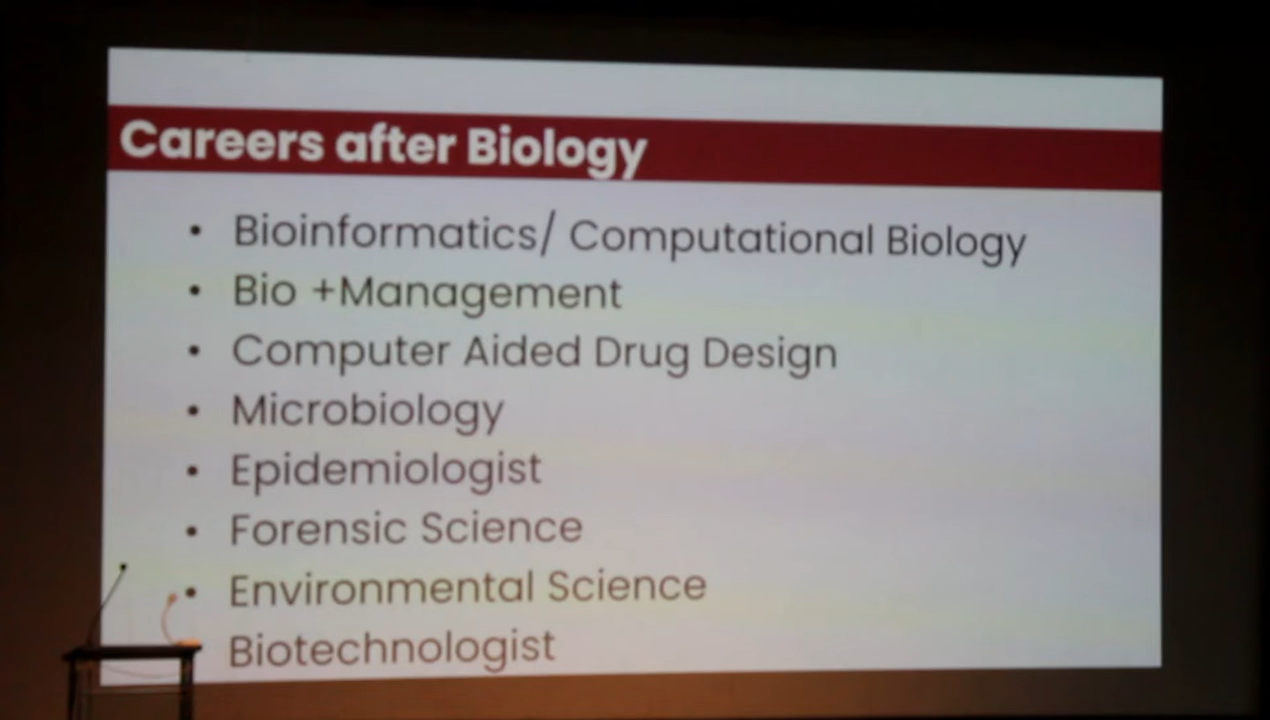 Careers after Biology
• Bioinformatics/ Computational Biology
• Bio +Management
• Computer Aided Drug Design
• Microbiology
• Epidemiologist
• Forensic Science
• Environmental Science
Biotechnologist